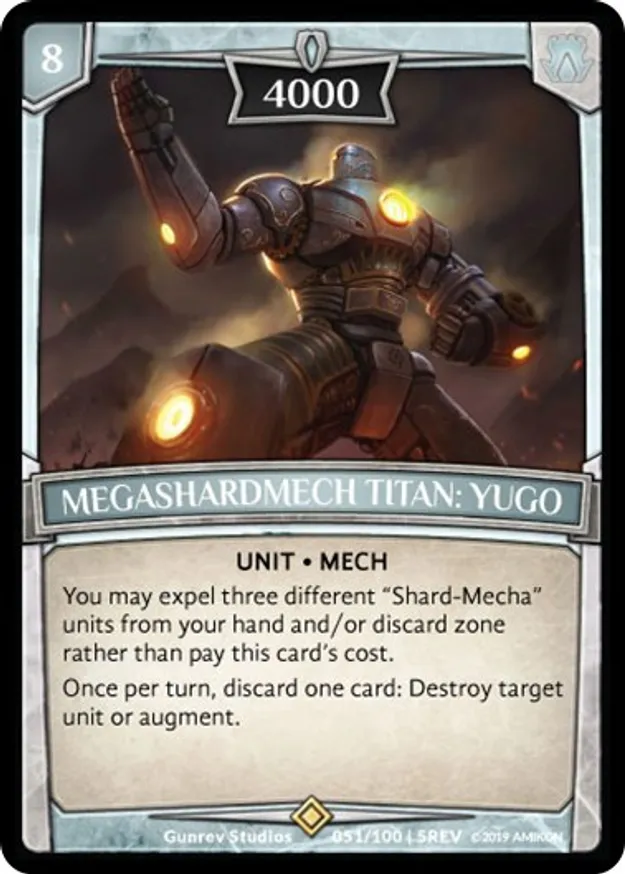 8
4000
MEGASHARDMECH TITAN: YUGO
UNIT • MECH
You may expel three different “Shard-Mecha”
units from your hand and/or discard zone
rather than pay this card’s cost.
Once per turn, discard one card: Destroy target
unit or augment.
Gunrev Studios 051/100 | SREV ©2019 AMIKON